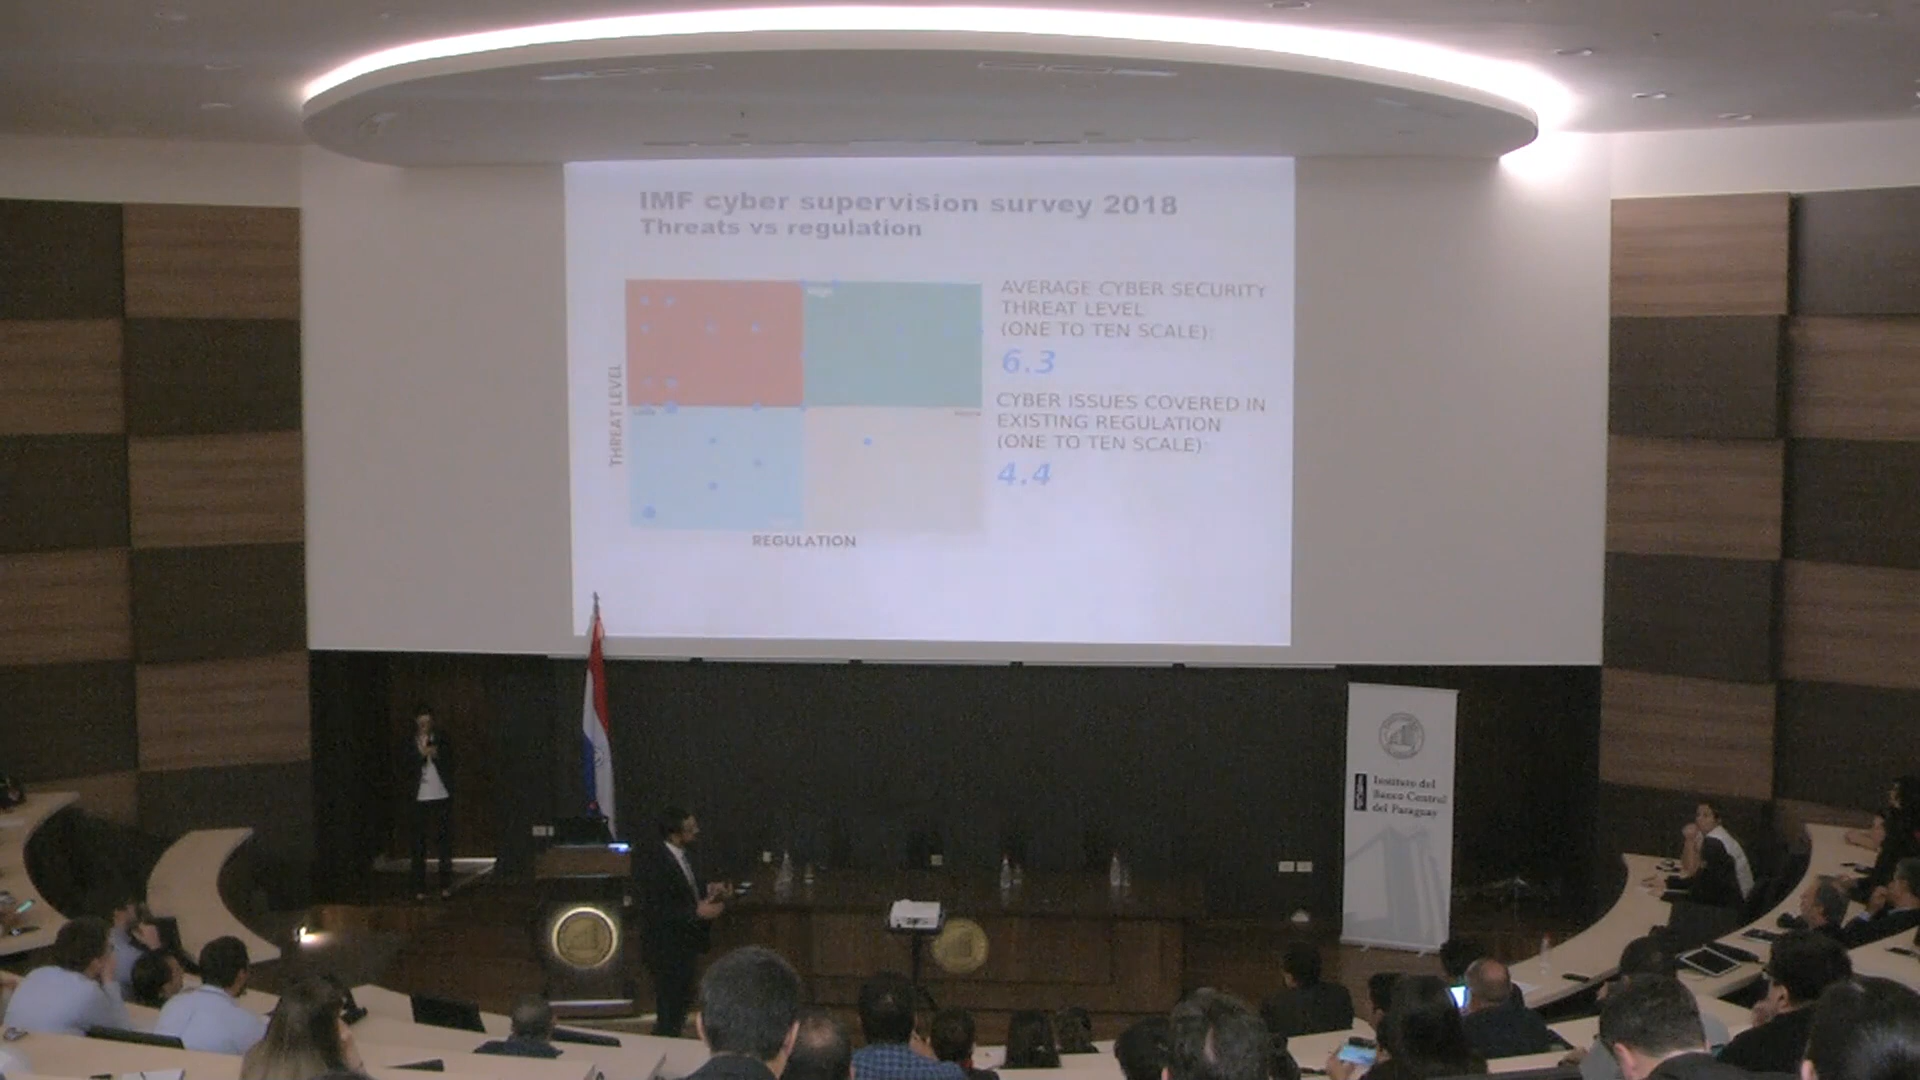 IMF cyber supervision survey 2018
Threats vs regulation
AVERAGE CYBER SECURITY
THREAT LEVEL
(ONE TO TEN SCALE):
6.3
CYBER ISSUES COVERED IN
EXISTING REGULATION
(ONE TO TEN SCALE):
4.4
THREAT LEVEL
REGULATION
Instituto del
Banco Central
del Paraguay